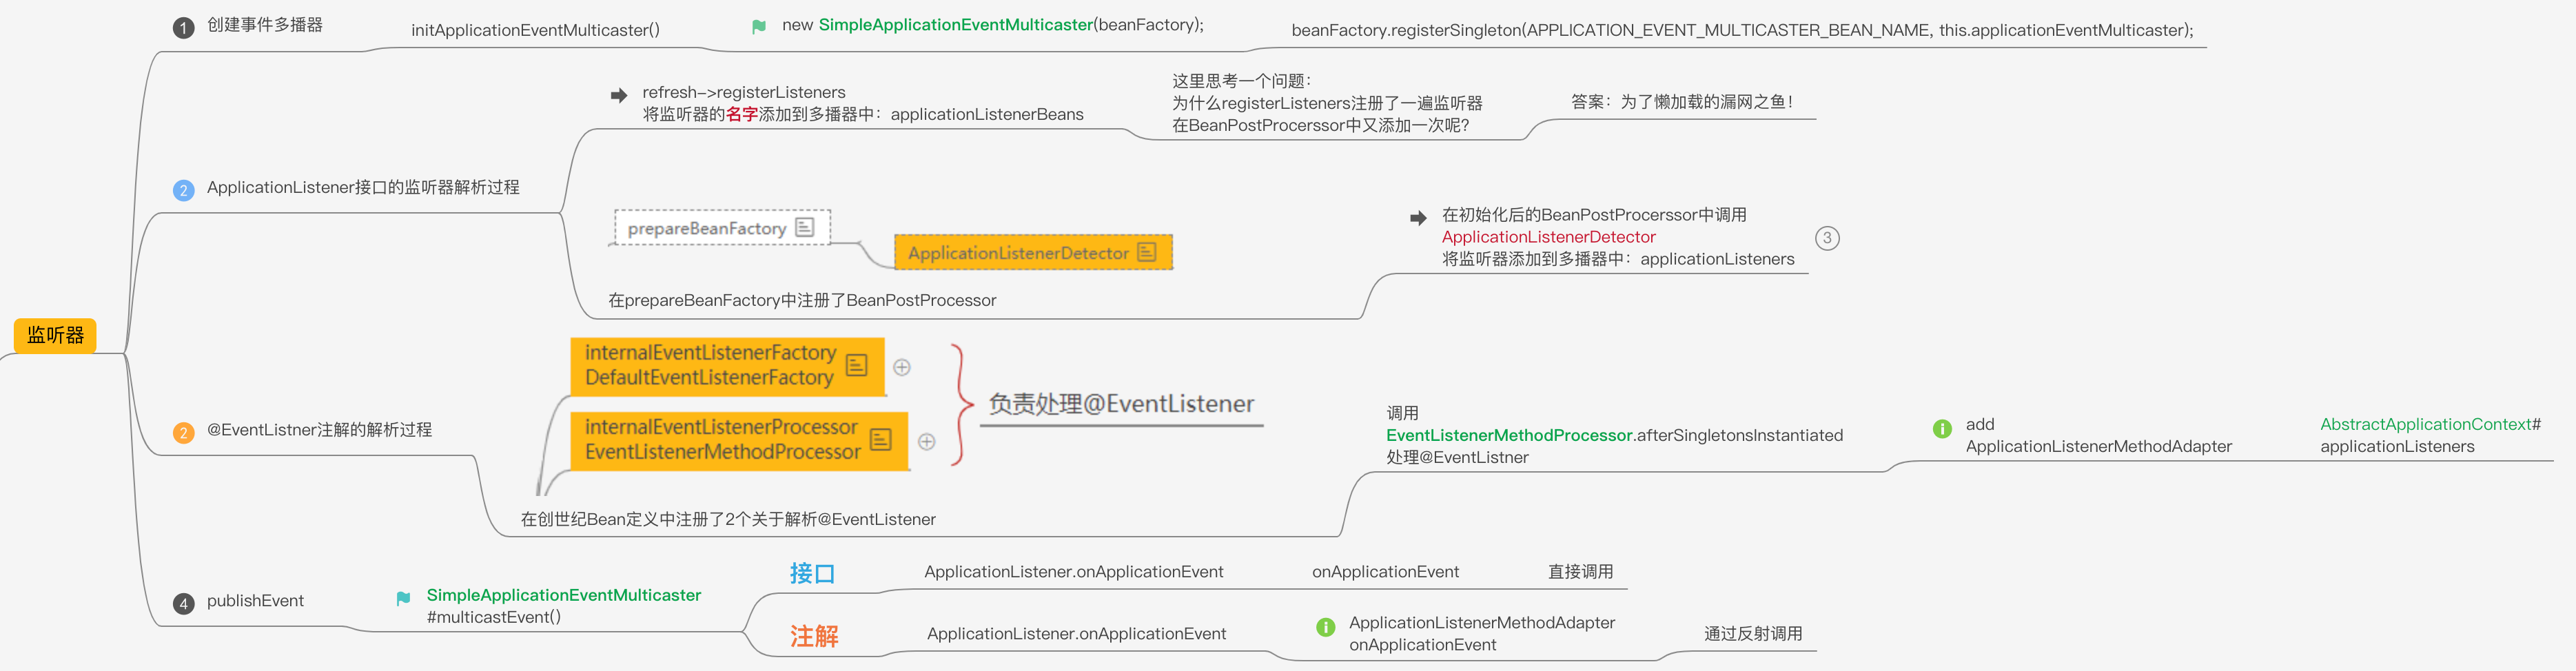 监听器
1
创建事件多播器
initApplicationEventMulticaster()
new SimpleApplicationEventMulticaster(beanFactory);
beanFactory.registerSingleton(APPLICATION_EVENT_MULTICASTER_BEAN_NAME, this.applicationEventMulticaster);
2
ApplicationListener接口的监听器解析过程
refresh->registerListeners
将监听器的名字添加到多播器中：applicationListenerBeans
这里思考一个问题：
为什么registerListeners注册了一遍监听器
在BeanPostProcerssor中又添加一次呢?
答案：为了懒加载的漏网之鱼！
prepareBeanFactory
ApplicationListenerDetector
在prepareBeanFactory中注册了BeanPostProcessor
在初始化后的BeanPostProcerssor中调用
ApplicationListenerDetector
将监听器添加到多播器中：applicationListeners
3
2
@EventListner注解的解析过程
internalEventListenerFactory
DefaultEventListenerFactory
internalEventListenerProcessor
EventListenerMethodProcessor
负责处理@EventListener
在创世纪Bean定义中注册了2个关于解析@EventListener
调用
EventListenerMethodProcessor.afterSingletonsInstantiated
处理@EventListner
add
ApplicationListenerMethodAdapter
AbstractApplicationContext#
applicationListeners
4
publishEvent
SimpleApplicationEventMulticaster
#multicastEvent()
接口
ApplicationListener.onApplicationEvent
onApplicationEvent
直接调用
注解
ApplicationListener.onApplicationEvent
ApplicationListenerMethodAdapter
onApplicationEvent
通过反射调用